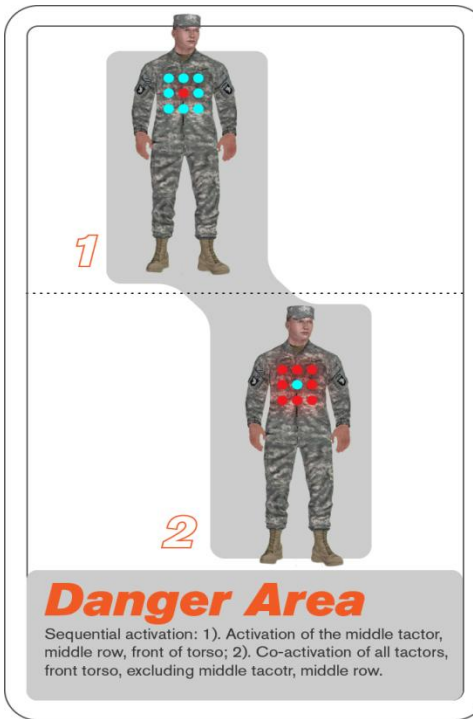 1
2
Danger Area
Sequential activation: 1). Activation of the middle tactor,
middle row, front of torso; 2). Co-activation of all tactors,
front torso, excluding middle tacotr, middle row.